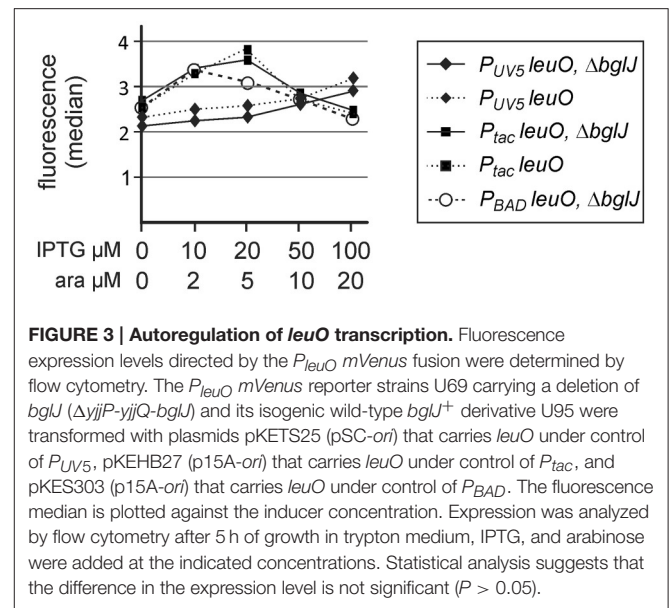 4
3
2
1
fluorescence
(median)
IPTG µM 0 10 20 50 100
ara µM 0 2 5 10 20
P_UV5 leuO, ΔbglJ
P_UV5 leuO
P_tac leuO, ΔbglJ
P_tac leuO
P_BAD leuO, ΔbglJ
FIGURE 3 | Autoregulation of leuO transcription. Fluorescence
expression levels directed by the P_leuO mVenus fusion were determined by
flow cytometry. The P_leuO mVenus reporter strains U69 carrying a deletion of
bglJ (ΔyjjP-yjjQ-bglJ) and its isogenic wild-type bglJ+ derivative U95 were
transformed with plasmids pKETS25 (pSC-ori) that carries leuO under control
of P_UV5, pKEHB27 (p15A-ori) that carries leuO under control of P_tac, and
pKES303 (p15A-ori) that carries leuO under control of P_BAD. The fluorescence
median is plotted against the inducer concentration. Expression was analyzed
by flow cytometry after 5 h of growth in trypton medium, IPTG, and arabinose
were added at the indicated concentrations. Statistical analysis suggests that
the difference in the expression level is not significant (P > 0.05).